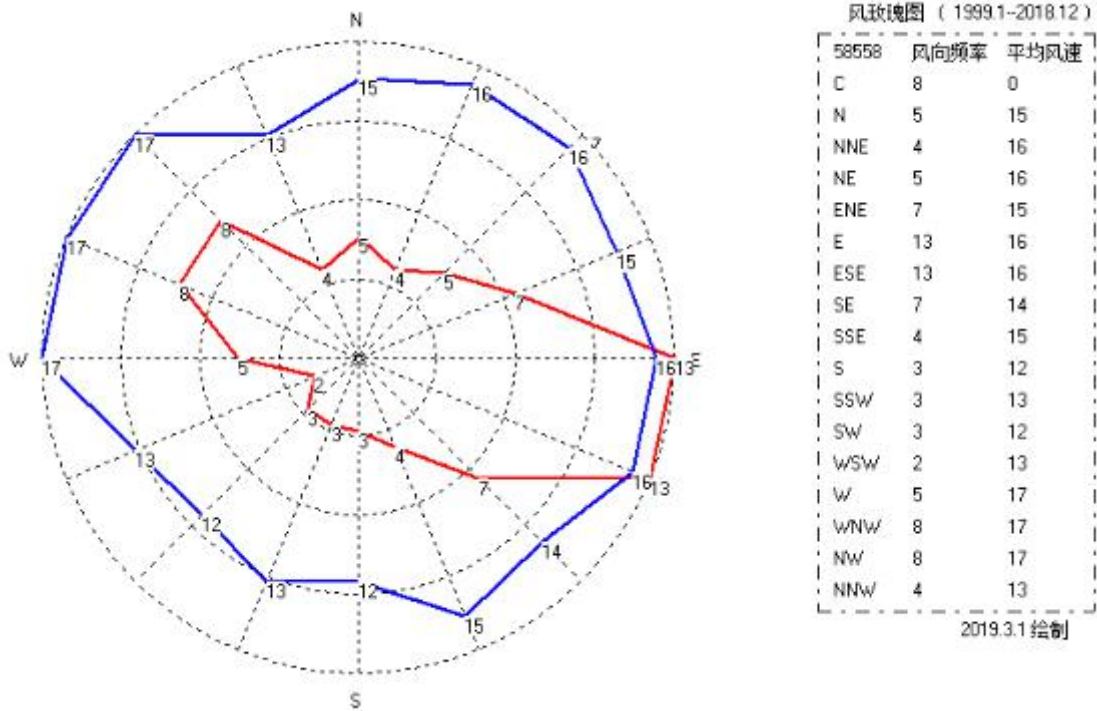 N
风玫瑰图 ( 1999.1--2018.12 )
58558 风向频率 平均风速
C 8 0
N 5 15
NNE 4 16
NE 5 16
ENE 7 15
E 13 16
ESE 13 16
SE 7 14
SSE 4 15
S 3 12
SSW 3 13
SW 3 12
WSW 2 13
W 5 17
WNW 8 17
NW 8 17
NNW 4 13
2019.3.1 绘制
15
16
17
13
16
8
5
4
4
5
17
15
8
7
W
17
5
16
13
E
2
3
3
3
4
13
7
16
13
12
14
13
12
15
S